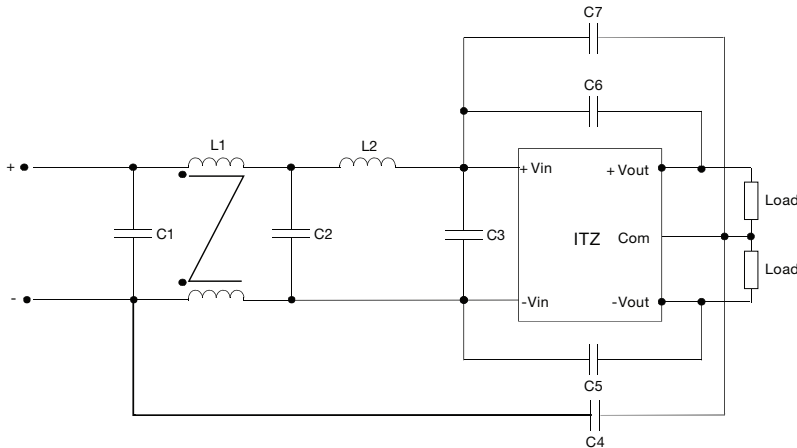 C7
C6
L1
L2
+
+ Vin
+ Vout
Load
C1
C2
C3
ITZ
Com
Load
-
-Vin
-Vout
C5
C4